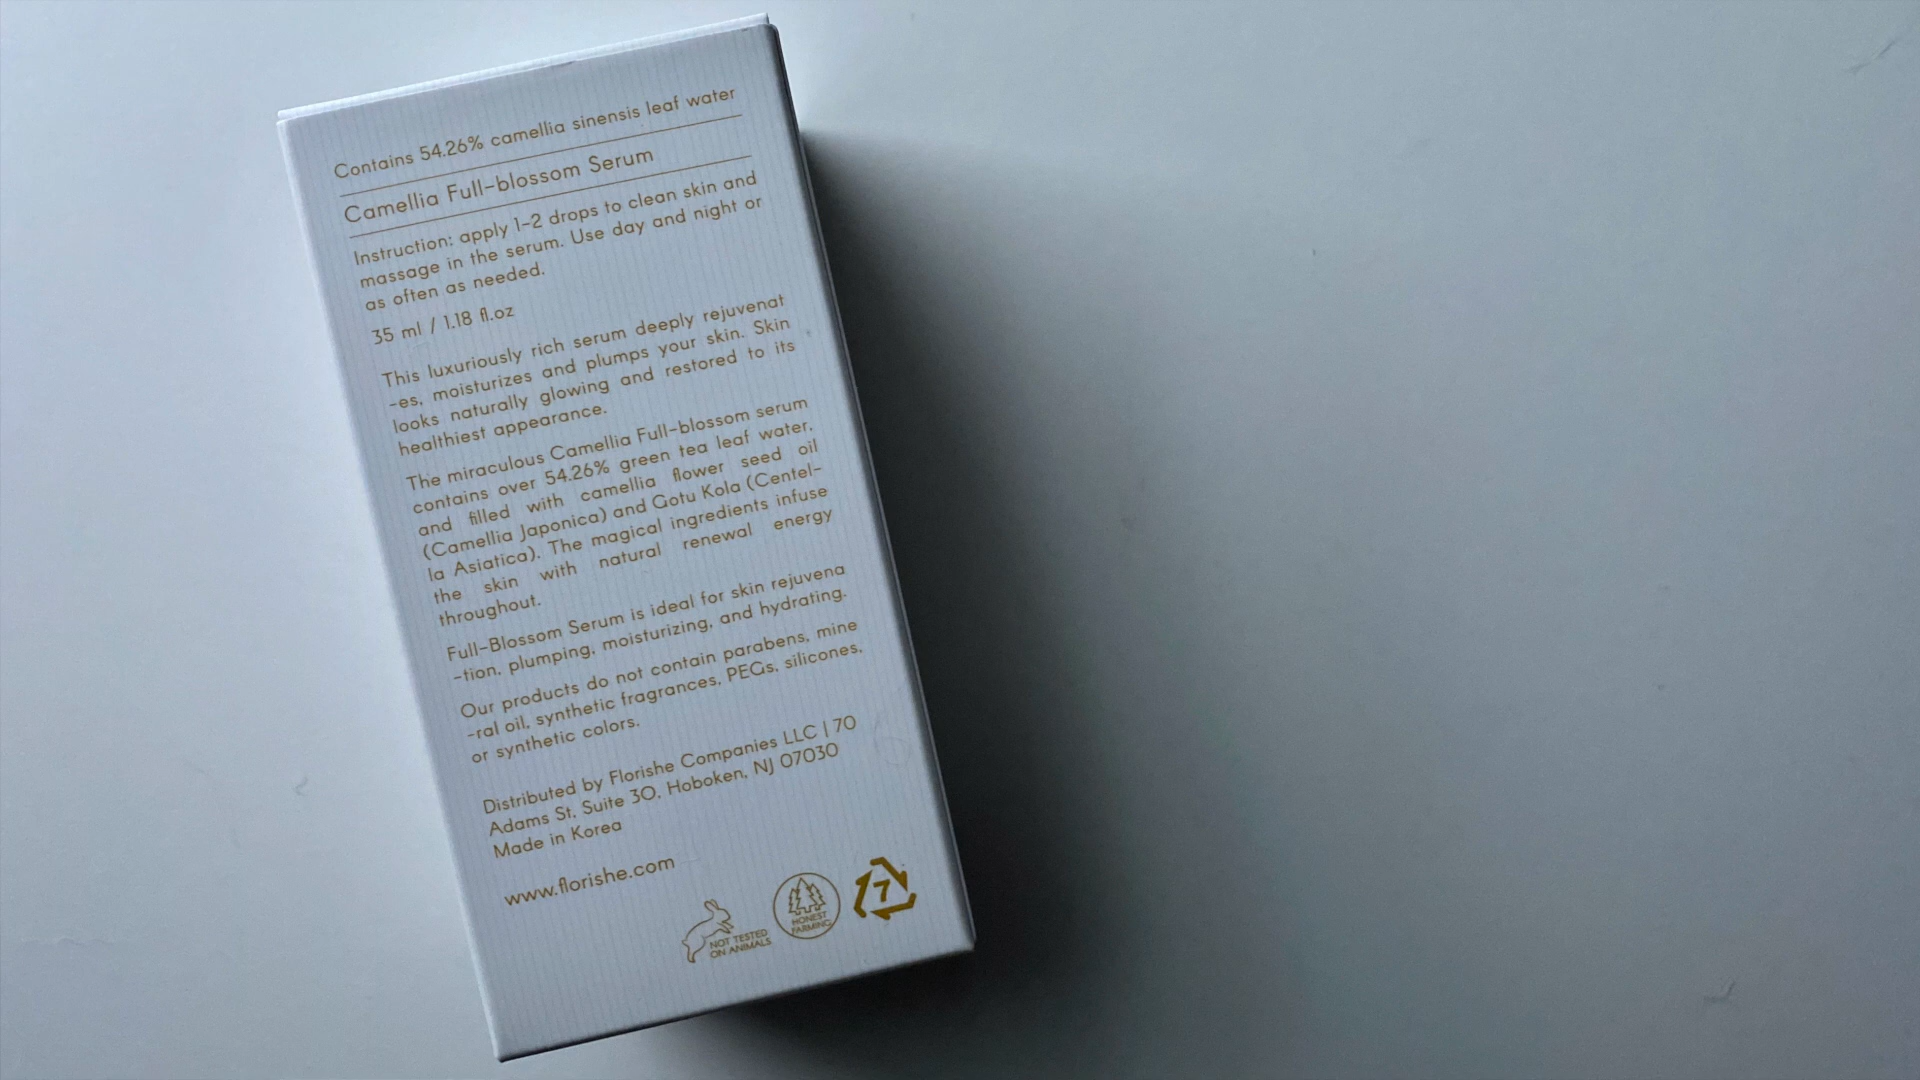 Contains 54.26% camellia sinensis leaf water
Camellia Full-blossom Serum
Instruction: apply 1-2 drops to clean skin and
massage in the serum. Use day and night or
as often as needed.
35 ml / 1.18 fl.oz
This luxuriously rich serum deeply rejuvenat
-es, moisturizes and plumps your skin. Skin
looks naturally glowing and restored to its
healthiest appearance.
The miraculous Camellia Full-blossom serum
contains over 54.26% green tea leaf water,
and filled with camellia flower seed oil
(Camellia Japonica) and Gotu Kola (Centel-
la Asiatica). The magical ingredients infuse
the skin with natural renewal energy
throughout.
Full-Blossom Serum is ideal for skin rejuvena
-tion, plumping, moisturizing, and hydrating.
Our products do not contain parabens, mine
-ral oil, synthetic fragrances, PEGs, silicones,
or synthetic colors.
Distributed by Florishe Companies LLC | 70
Adams St, Suite 30, Hoboken, NJ 07030
Made in Korea
www.florishe.com
NOT TESTED
ON ANIMALS
HONEST
FARMING
7